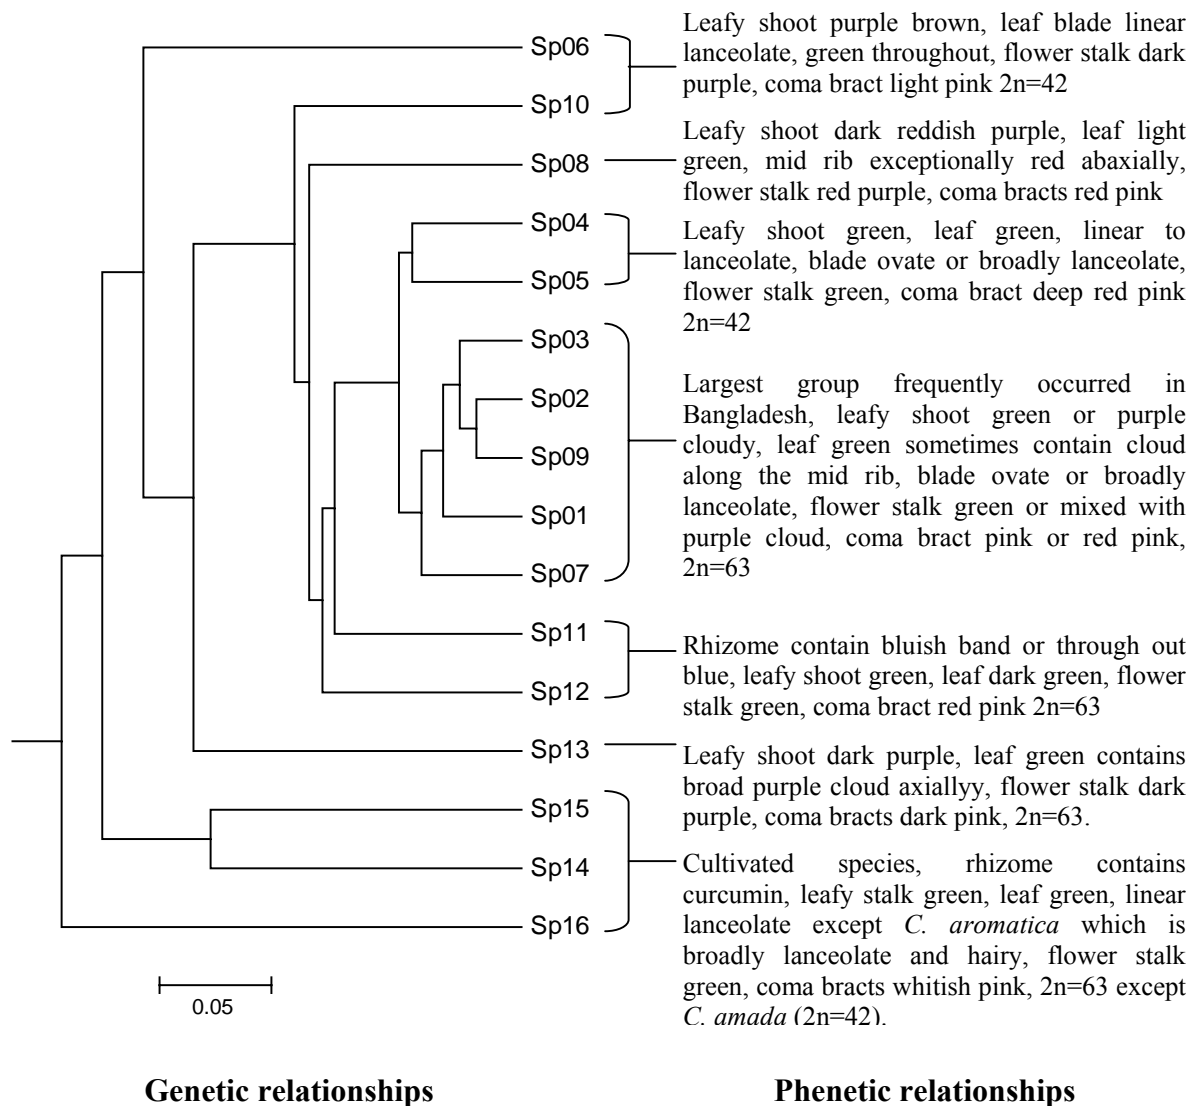 Sp06
Sp10
Sp08
Sp04
Sp05
Sp03
Sp02
Sp09
Sp01
Sp07
Sp11
Sp12
Sp13
Sp15
Sp14
Sp16
0.05
Leafy shoot purple brown, leaf blade linear
lanceolate, green throughout, flower stalk dark
purple, coma bract light pink 2n=42
Leafy shoot dark reddish purple, leaf light
green, mid rib exceptionally red abaxially,
flower stalk red purple, coma bracts red pink
Leafy shoot green, leaf green, linear to
lanceolate, blade ovate or broadly lanceolate,
flower stalk green, coma bract deep red pink
2n=42
Largest group frequently occurred in
Bangladesh, leafy shoot green or purple
cloudy, leaf green sometimes contain cloud
along the mid rib, blade ovate or broadly
lanceolate, flower stalk green or mixed with
purple cloud, coma bract pink or red pink,
2n=63
Rhizome contain bluish band or through out
blue, leafy shoot green, leaf dark green, flower
stalk green, coma bract red pink 2n=63
Leafy shoot dark purple, leaf green contains
broad purple cloud axiallyy, flower stalk dark
purple, coma bracts dark pink, 2n=63.
Cultivated species, rhizome contains
curcumin, leafy stalk green, leaf green, linear
lanceolate except C. aromatica which is
broadly lanceolate and hairy, flower stalk
green, coma bracts whitish pink, 2n=63 except
C. amada (2n=42).
Genetic relationships
Phenetic relationships